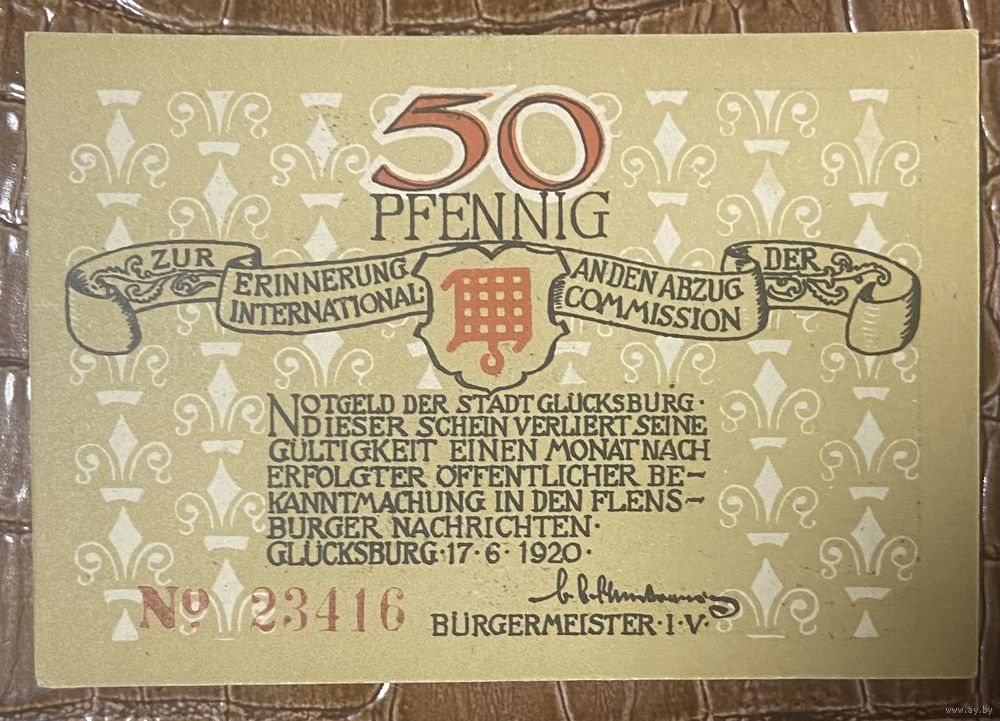 50
PFENNIG
ZUR ERINNERUNG AN DEN ABZUG DER
INTERNATIONAL· COMMISSION
NOTGELD DER STADT GLÜCKSBURG·
DIESER SCHEIN VERLIERT SEINE
GÜLTIGKEIT EINEN MONAT NACH
ERFOLGTER ÖFFENTLICHER BE-
KANNTMACHUNG IN DEN FLENS-
BURGER NACHRICHTEN·
GLÜCKSBURG·17·6·1920·
No 23416
BÜRGERMEISTER·I·V·
www.ay.by